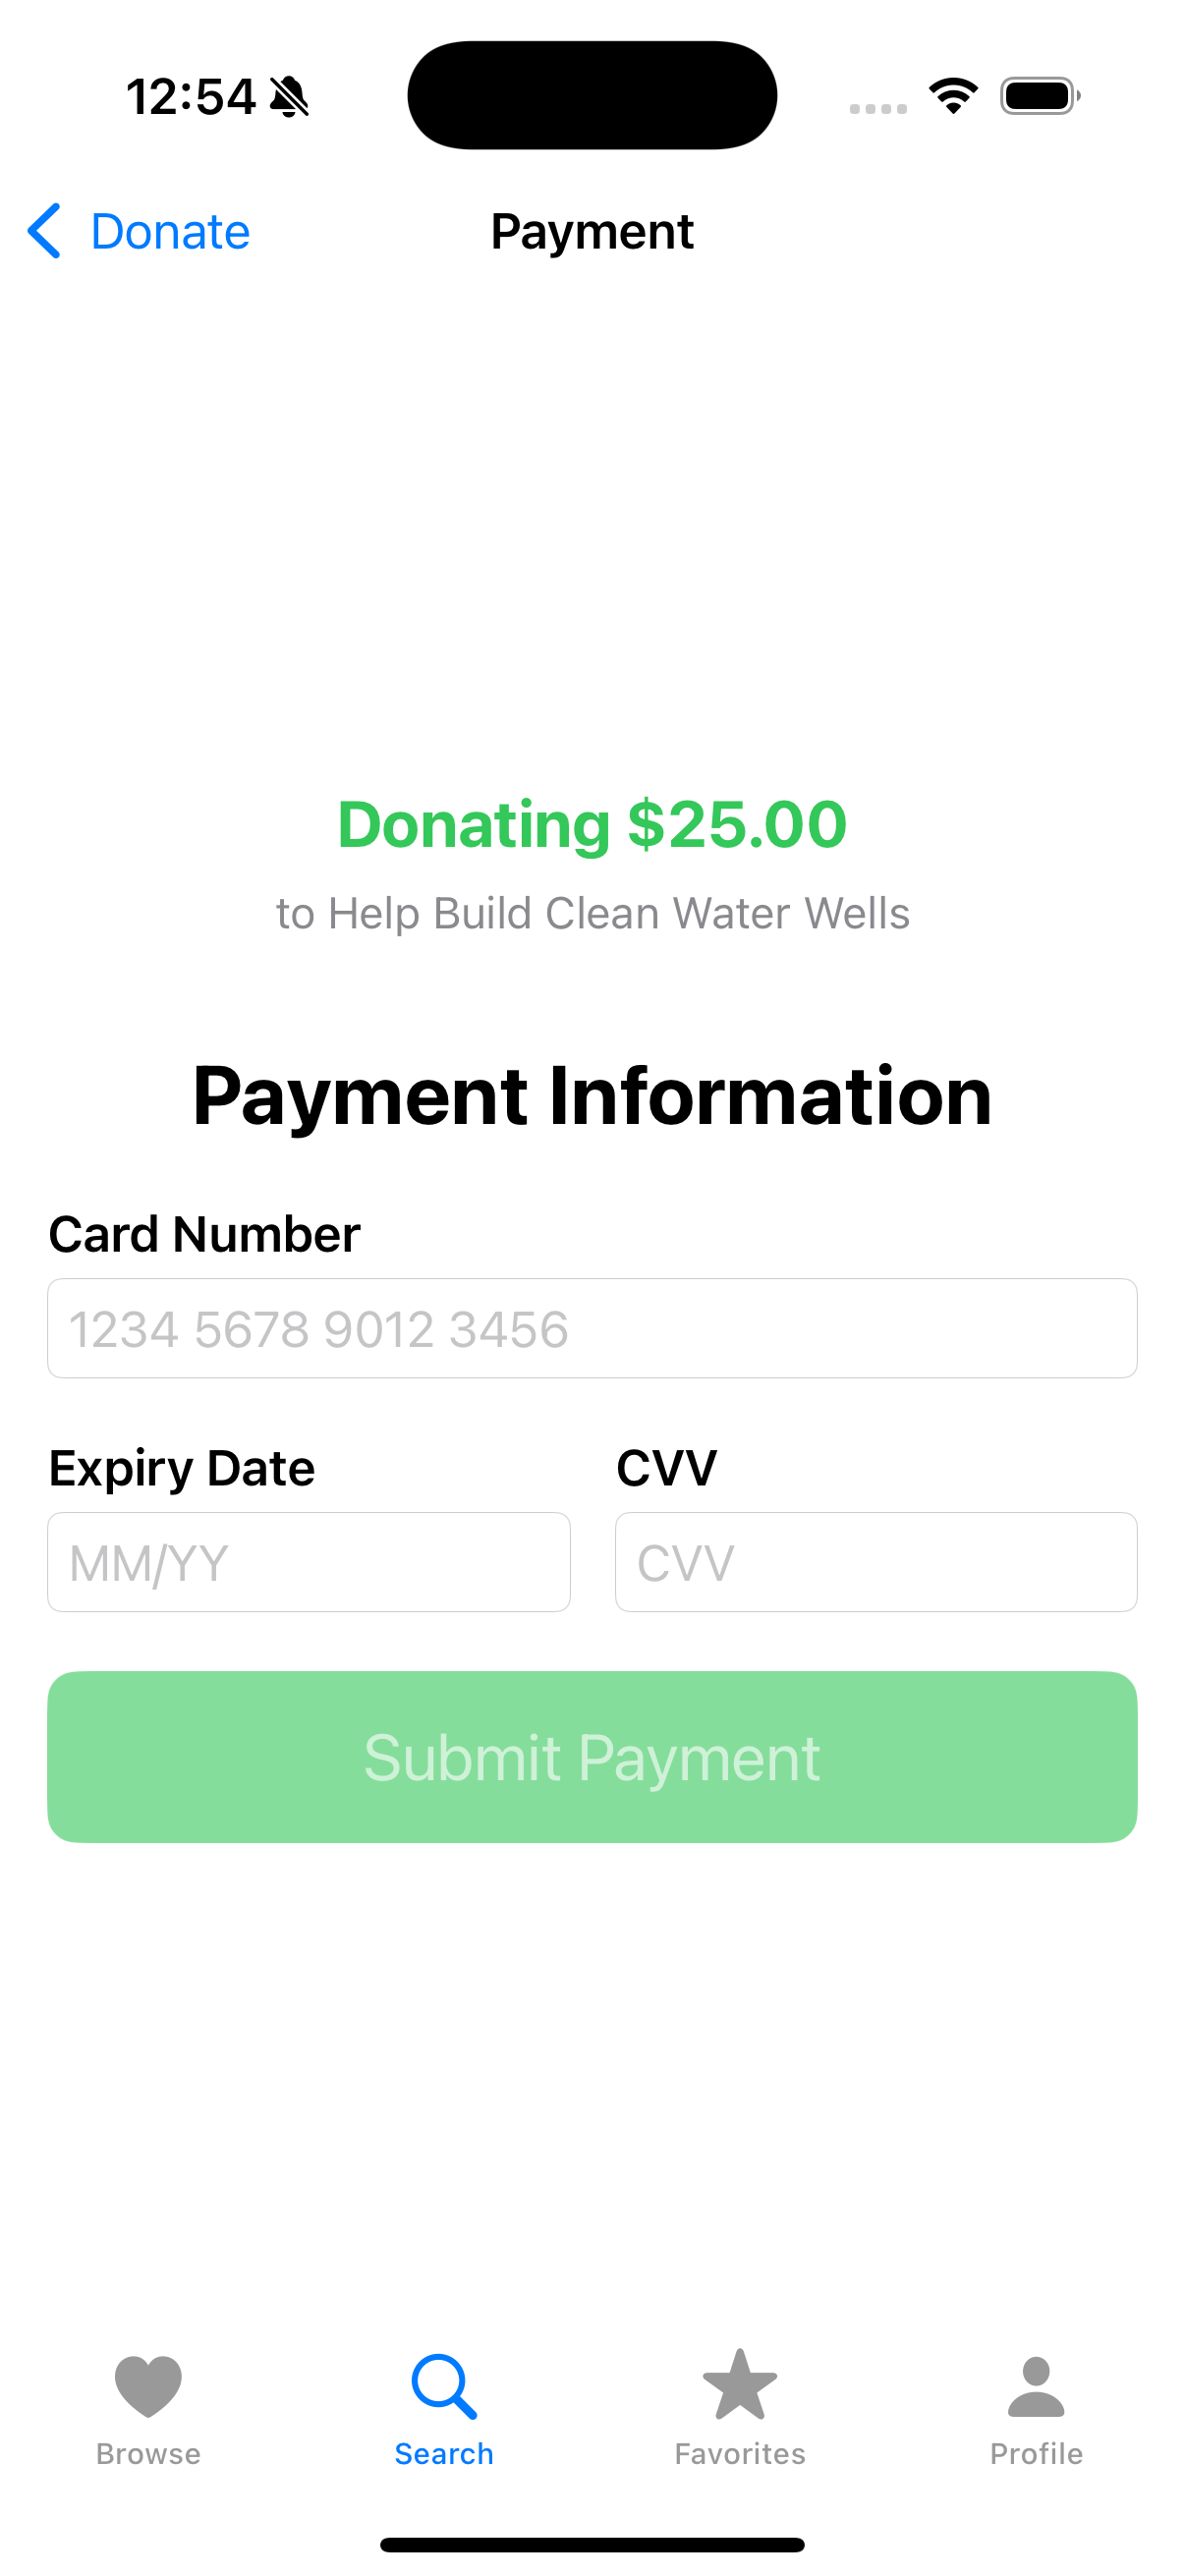 12:54
Donate
Payment
Donating $25.00
to Help Build Clean Water Wells
Payment Information
Card Number
1234 5678 9012 3456
Expiry Date
CVV
MM/YY
CVV
Submit Payment
Browse
Search
Favorites
Profile